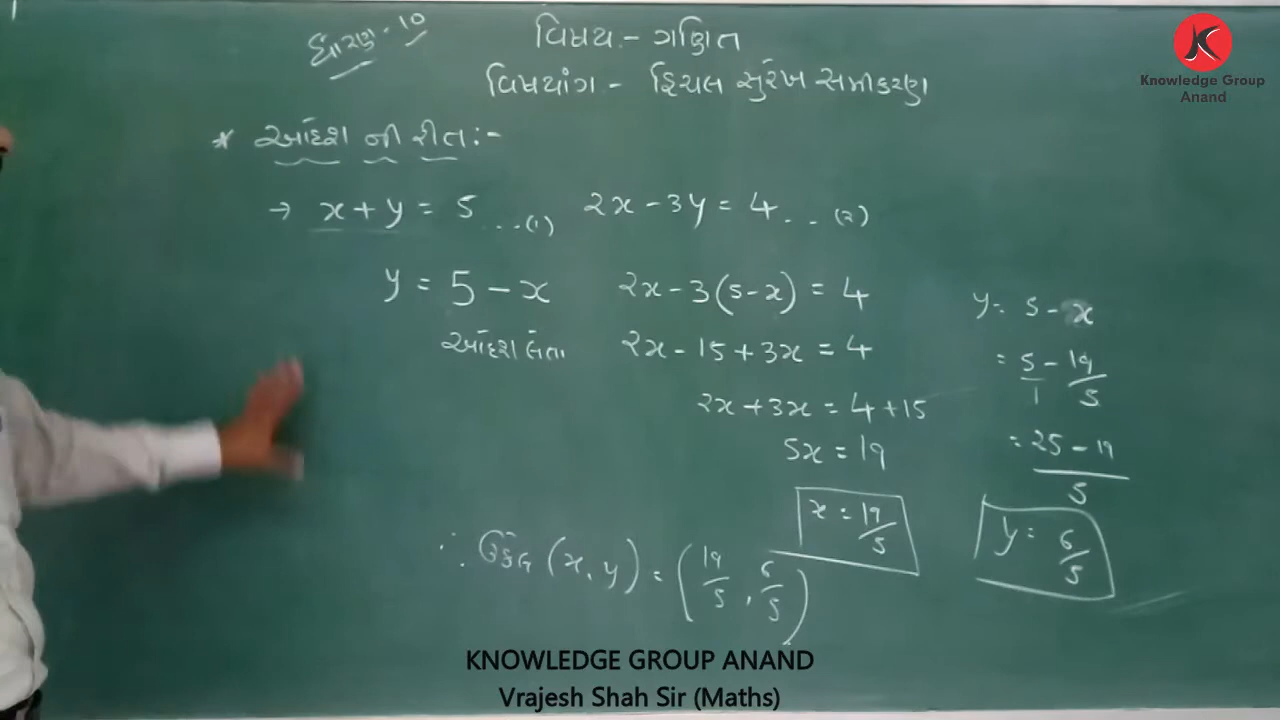 ધોરણ - 10
વિષય - ગણિત
વિષયાંગ - દ્વિચલ સુરેખ સમીકરણ
* આદેશ ની રીત :-
→ x + y = 5 ...(1) 2x - 3y = 4 ...(2)
y = 5 - x 2x - 3(5 - x) = 4
આદેશ લેતા 2x - 15 + 3x = 4
2x + 3x = 4 + 15
5x = 19
x = 19/5
y = 5 - x
= 5/1 - 19/5
= 25 - 19 / 5
y = 6/5
∴ ઉકેલ (x, y) = (19/5, 6/5)
K
Knowledge Group
Anand
KNOWLEDGE GROUP ANAND
Vrajesh Shah Sir (Maths)